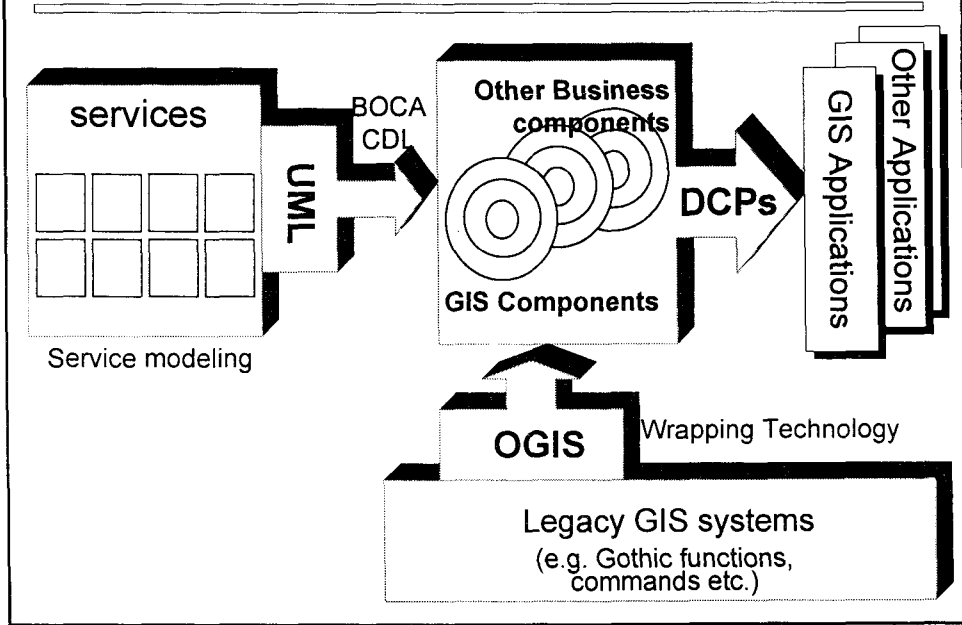 services
UML
Service modeling
BOCA
CDL
Other Business
components
GIS Components
DCPs
GIS Applications
Other Applications
OGIS
Wrapping Technology
Legacy GIS systems
(e.g. Gothic functions,
commands etc.)